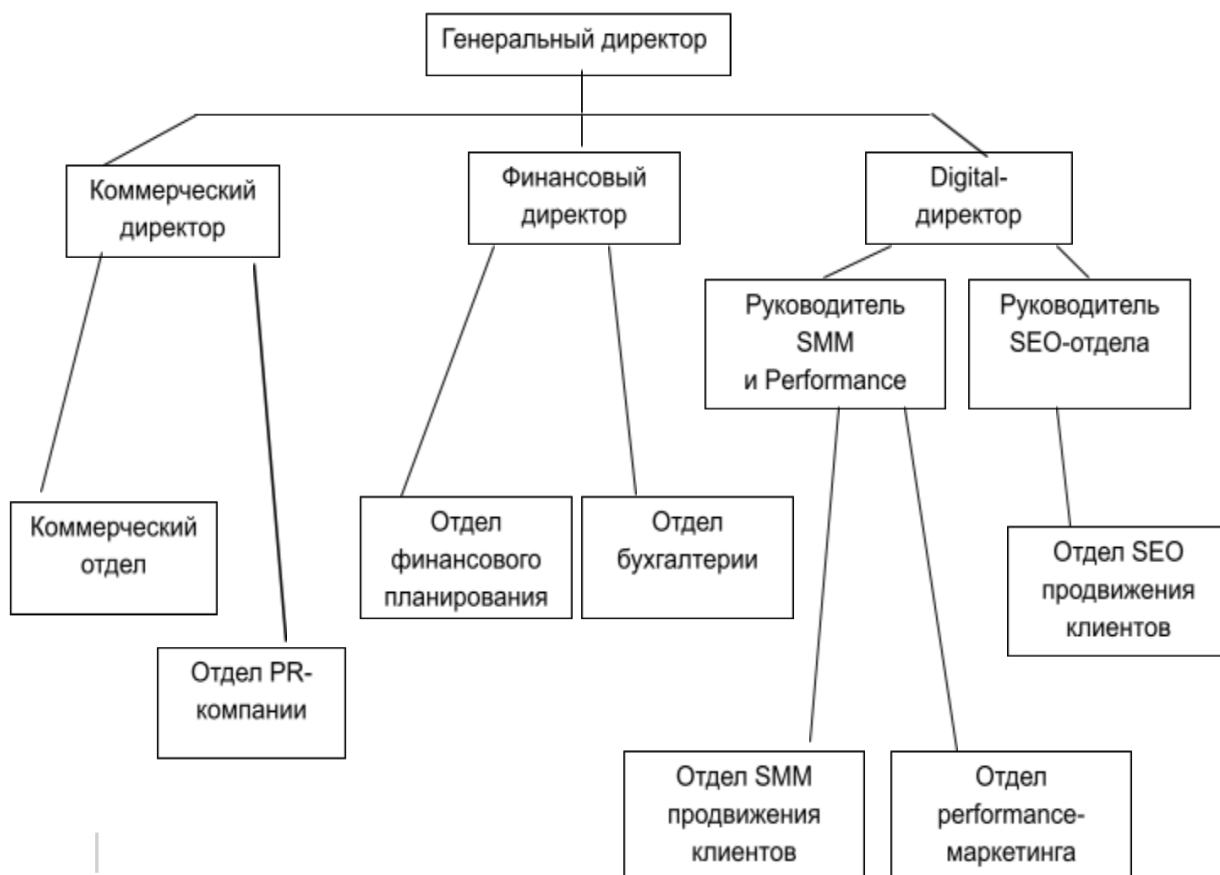 Генеральный директор
Коммерческий
директор
Финансовый
директор
Digital-
директор
Руководитель
SMM
и Performance
Руководитель
SEO-отдела
Коммерческий
отдел
Отдел PR-
компании
Отдел
финансового
планирования
Отдел
бухгалтерии
Отдел SEO
продвижения
клиентов
Отдел SMM
продвижения
клиентов
Отдел
performance-
маркетинга